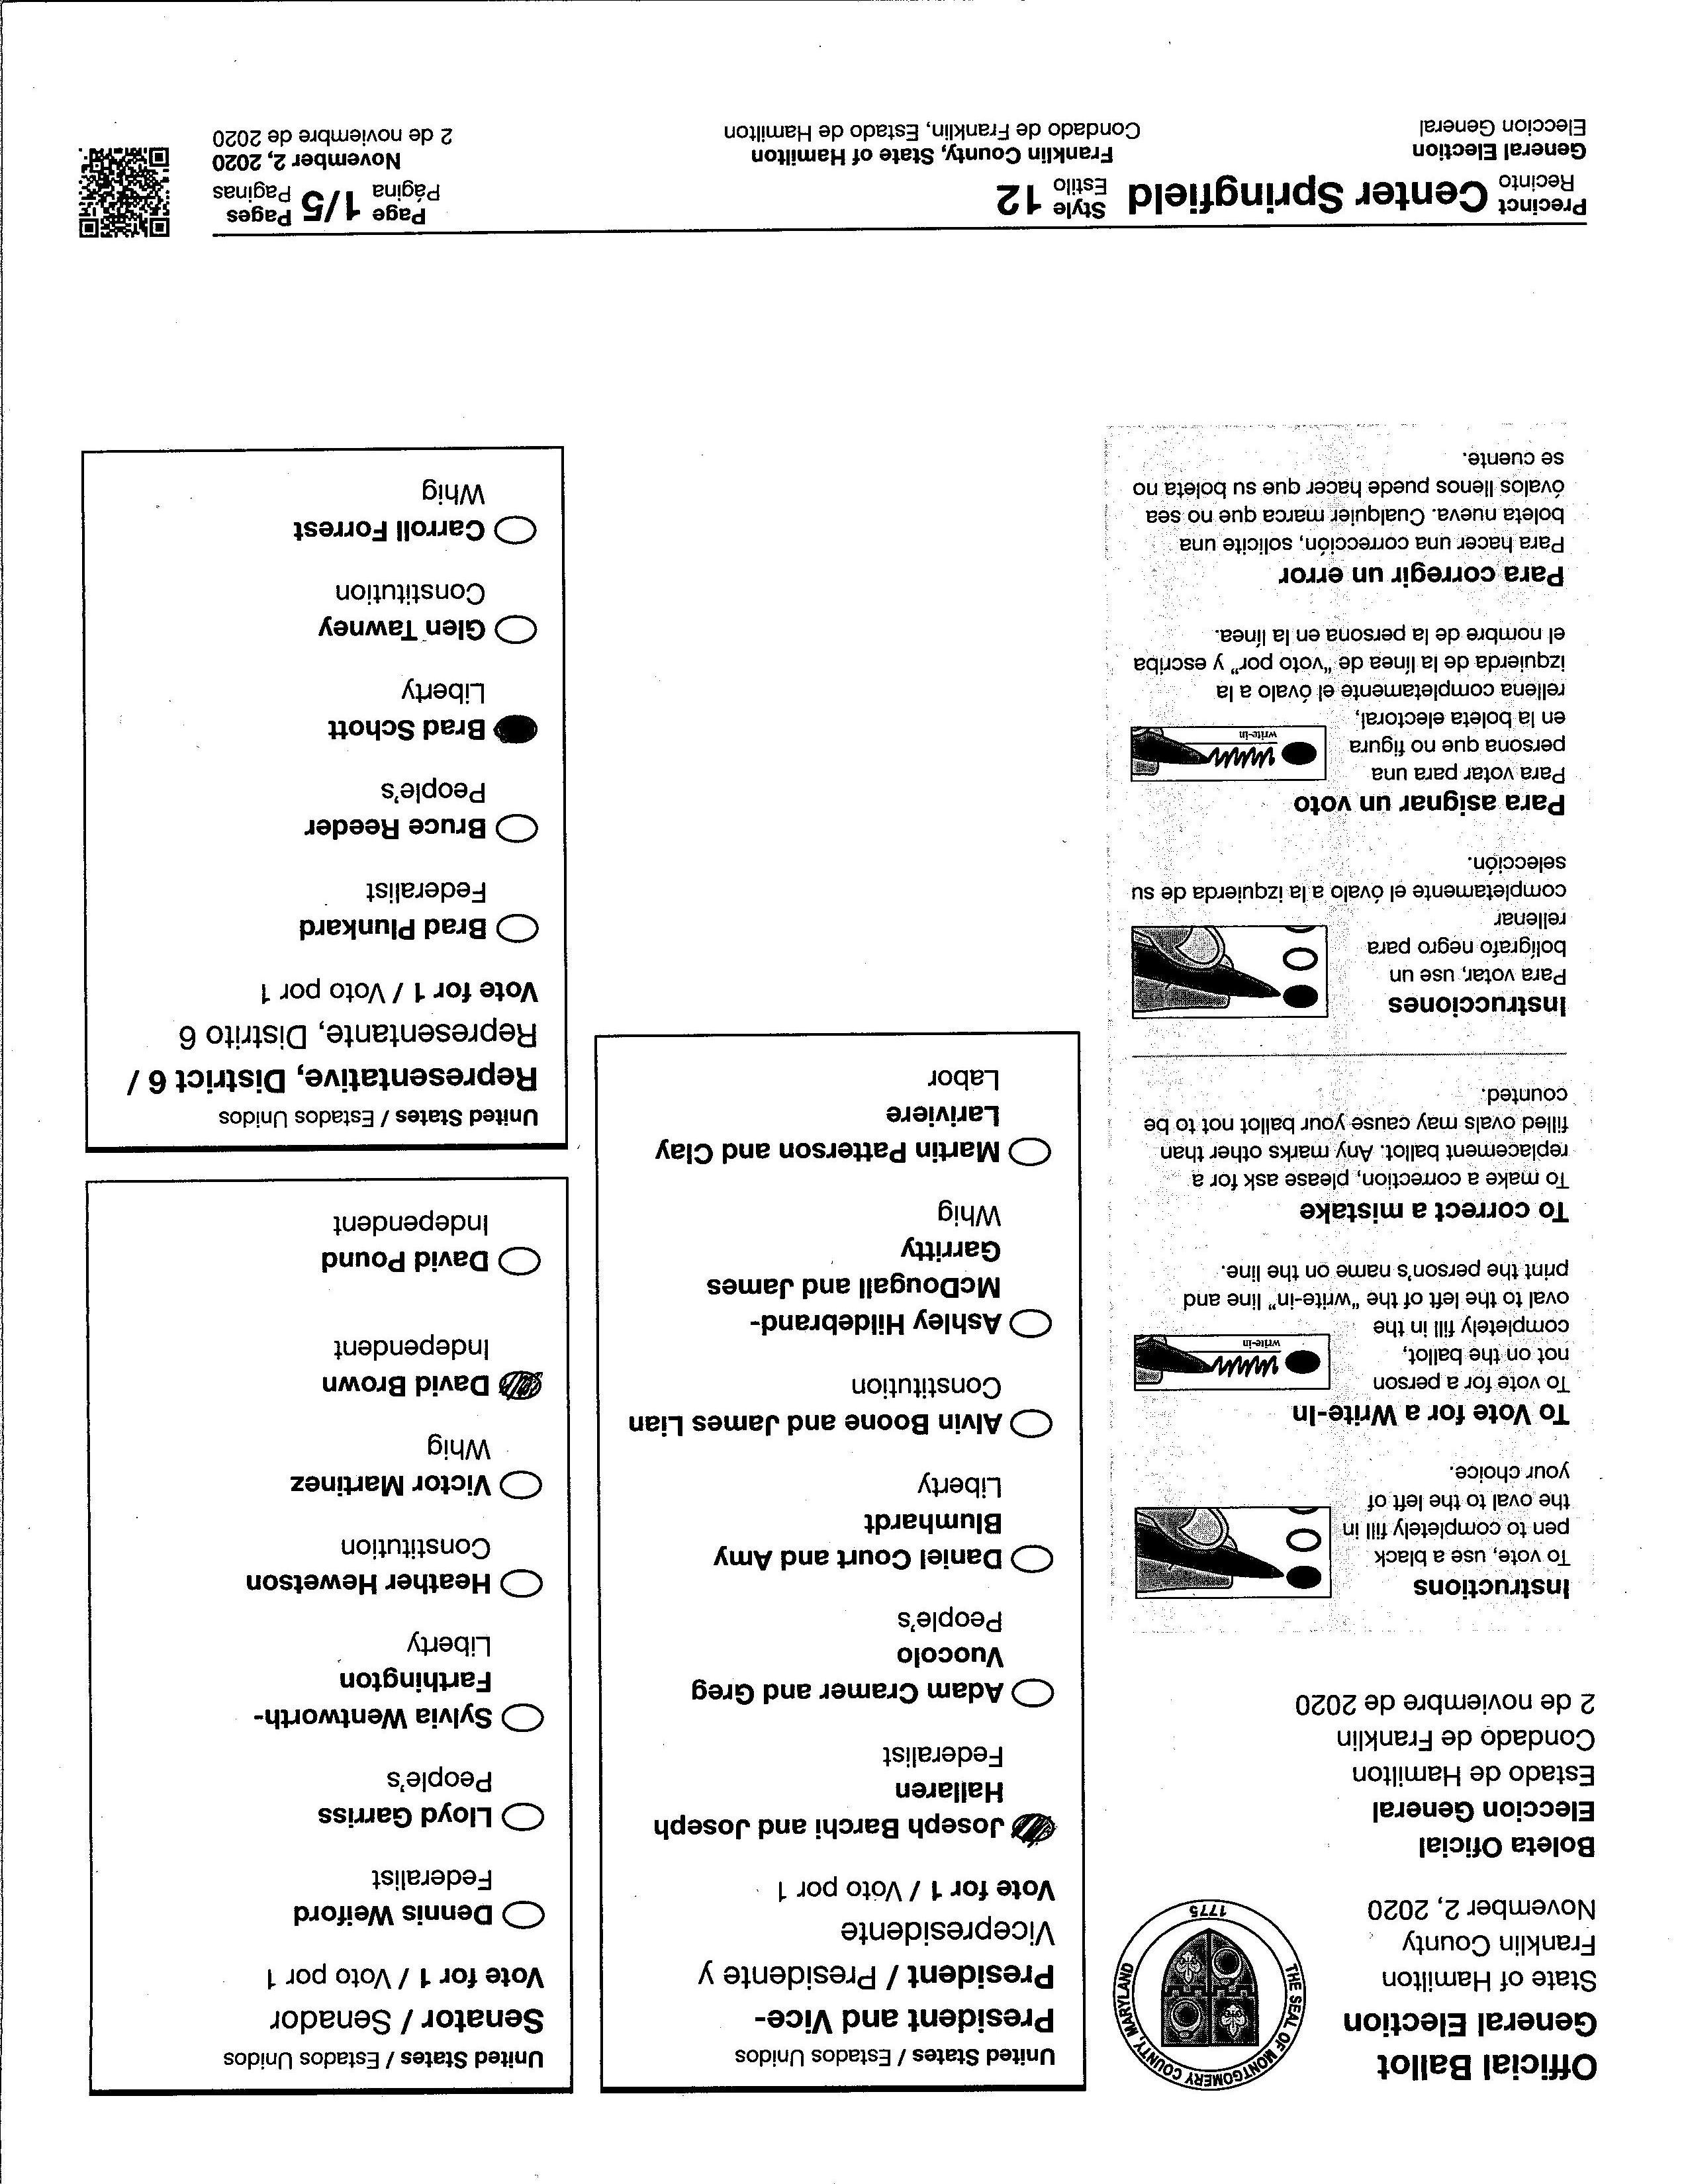 Official Ballot
General Election
State of Hamilton
Franklin County
November 2, 2020
Boleta Oficial
Eleccion General
Estado de Hamilton
Condado de Franklin
2 de noviembre de 2020
THE SEAL OF MONTGOMERY COUNTY, MARYLAND
1775
Instructions
To vote, use a black
pen to completely fill in
the oval to the left of
your choice.
To Vote for a Write-In
To vote for a person
not on the ballot,
completely fill in the
oval to the left of the “write-in” line and
print the person's name on the line.
write-in
To correct a mistake
To make a correction, please ask for a
replacement ballot. Any marks other than
filled ovals may cause your ballot not to be
counted.
Instrucciones
Para votar, use un
bolígrafo negro para
rellenar
completamente el óvalo a la izquierda de su
selección.
Para asignar un voto
Para votar para una
persona que no figura
en la boleta electoral,
rellena completamente el óvalo a la
izquierda de la línea de “voto por” y escriba
el nombre de la persona en la línea.
write-in
Para corregir un error
Para hacer una corrección, solicite una
boleta nueva. Cualquier marca que no sea
óvalos llenos puede hacer que su boleta no
se cuente.
United States / Estados Unidos
President and Vice-
President / Presidente y
Vicepresidente
Vote for 1 / Voto por 1
Joseph Barchi and Joseph
Hallaren
Federalist
Adam Cramer and Greg
Vuocolo
People's
Daniel Court and Amy
Blumhardt
Liberty
Alvin Boone and James Lian
Constitution
Ashley Hildebrand-
McDougall and James
Garritty
Whig
Martin Patterson and Clay
Lariviere
Labor
United States / Estados Unidos
Senator / Senador
Vote for 1 / Voto por 1
Dennis Weiford
Federalist
Lloyd Garriss
People's
Sylvia Wentworth-
Farthington
Liberty
Heather Hewetson
Constitution
Victor Martinez
Whig
David Brown
Independent
David Pound
Independent
United States / Estados Unidos
Representative, District 6 /
Representante, Distrito 6
Vote for 1 / Voto por 1
Brad Plunkard
Federalist
Bruce Reeder
People's
Brad Schott
Liberty
Glen Tawney
Constitution
Carroll Forrest
Whig
Precinct
Recinto
Center Springfield
Style
Estilo
12
Page
Página
1/5
Pages
Paginas
General Election
Eleccion General
Franklin County, State of Hamilton
Condado de Franklin, Estado de Hamilton
November 2, 2020
2 de noviembre de 2020